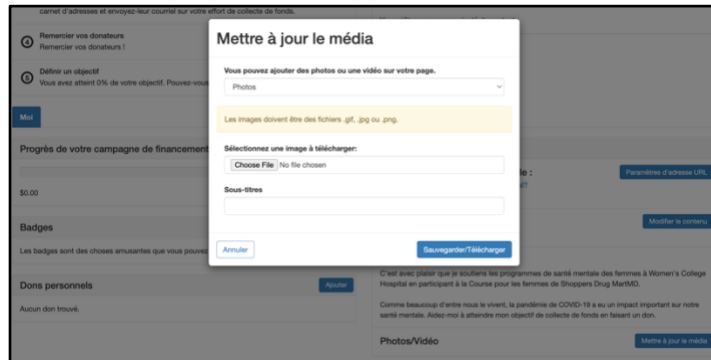 carnet d'adresses et envoyez-leur courriel sur votre effort de collecte de fonds.
4 Remercier vos donateurs
Remercier vos donateurs !
5 Définir un objectif
Vous avez atteint 0% de votre objectif. Pouvez-vous
Moi
Progrès de votre campagne de financement
$0.00
Badges
Les badges sont des choses amusantes que vous pouvez
Dons personnels
Ajouter
Aucun don trouvé.
Mettre à jour le média
Vous pouvez ajouter des photos ou une vidéo sur votre page.
Photos
Les images doivent être des fichiers .gif, .jpg ou .png.
Sélectionnez une image à télécharger:
Choose File No file chosen
Sous-titres
Annuler
Sauvegarder/Télécharger
le :
Paramètres d'adresse URL
Modifier le contenu
C'est avec plaisir que je soutiens les programmes de santé mentale des femmes à Women's College
Hospital en participant à la Course pour les femmes de Shoppers Drug MartMD.
Comme beaucoup d'entre nous le vivent, la pandémie de COVID-19 a eu un impact important sur notre
santé mentale. Aidez-moi à atteindre mon objectif de collecte de fonds en faisant un don.
Photos/Vidéo
Mettre à jour le média